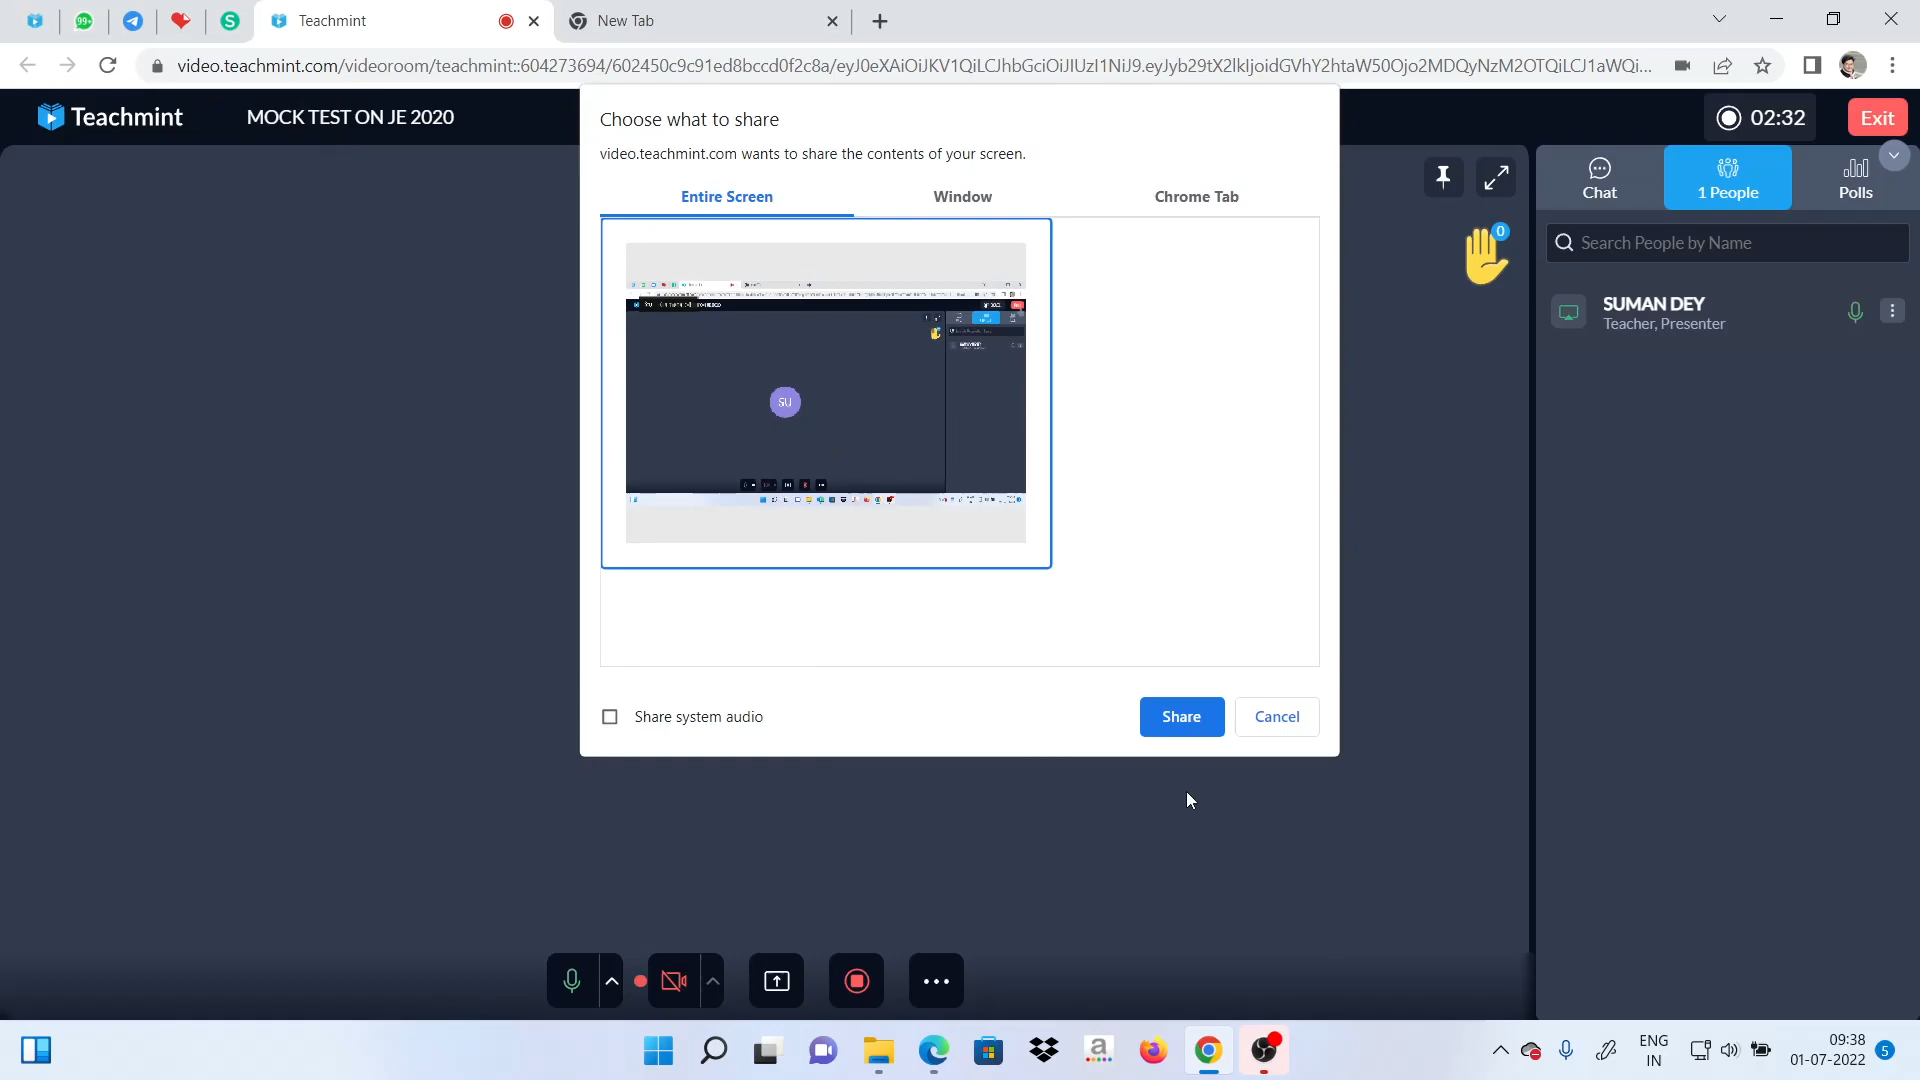 99+
Teachmint
New Tab
video.teachmint.com/videoroom/teachmint::604273694/602450c9c91ed8bccd0f2c8a/eyJ0eXAiOiJKV1QiLCJhbGciOiJIUzI1NiJ9.eyJyb29tX2lkIjoidGVhY2htaW50Ojo2MDQyNzM2OTQiLCJ1aWQi...
Teachmint
MOCK TEST ON JE 2020
02:32
Exit
Choose what to share
video.teachmint.com wants to share the contents of your screen.
Entire Screen
Window
Chrome Tab
SU
Share system audio
Share
Cancel
Chat
1 People
Polls
0
Search People by Name
SUMAN DEY
Teacher, Presenter
ENG
IN
09:38
01-07-2022
5